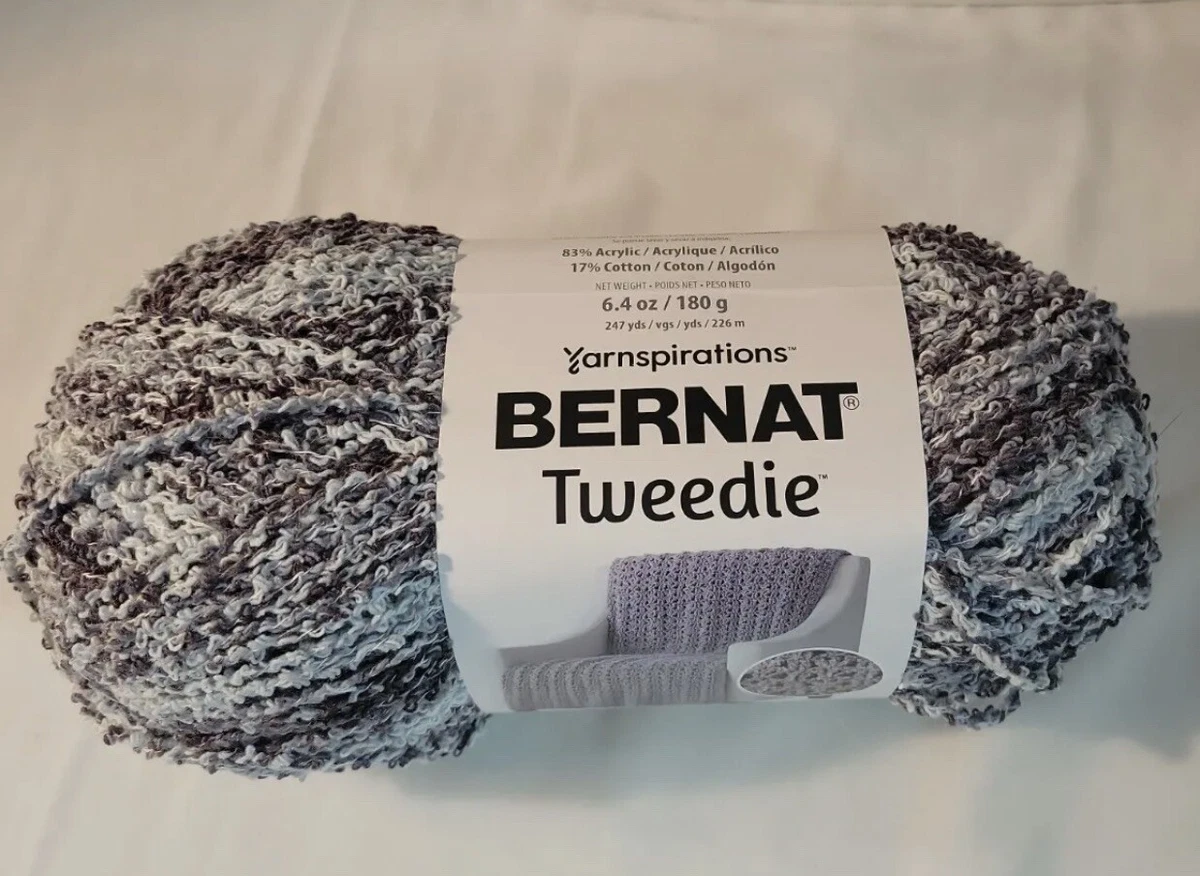 83% Acrylic / Acrylique / Acrílico
17% Cotton / Coton / Algodón
NET WEIGHT • POIDS NET • PESO NETO
6.4 oz / 180 g
247 yds / vgs / yds / 226 m
Yarnspirations™
BERNAT®
Tweedie™